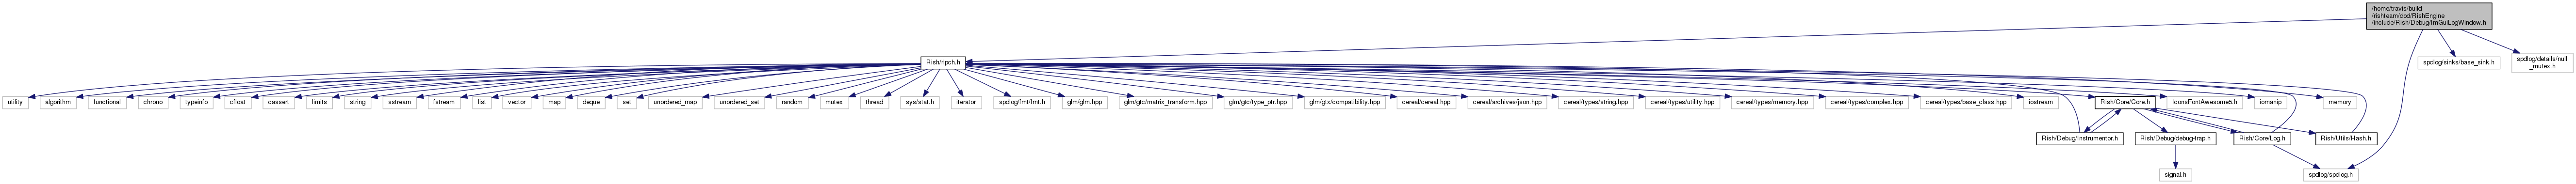 /home/travis/build
/rishteam/dod/RishEngine
/include/Rish/Debug/ImGuiLogWindow.h
Rish/rlpch.h
spdlog/sinks/base_sink.h
spdlog/details/null
_mutex.h
utility
algorithm
functional
chrono
typeinfo
cfloat
cassert
limits
string
sstream
fstream
list
vector
map
deque
set
unordered_map
unordered_set
random
mutex
thread
sys/stat.h
iterator
spdlog/fmt/fmt.h
glm/glm.hpp
glm/gtc/matrix_transform.hpp
glm/gtc/type_ptr.hpp
glm/gtx/compatibility.hpp
cereal/cereal.hpp
cereal/archives/json.hpp
cereal/types/string.hpp
cereal/types/utility.hpp
cereal/types/memory.hpp
cereal/types/complex.hpp
cereal/types/base_class.hpp
iostream
Rish/Core/Core.h
IconsFontAwesome5.h
iomanip
memory
Rish/Debug/Instrumentor.h
Rish/Debug/debug-trap.h
Rish/Core/Log.h
Rish/Utils/Hash.h
signal.h
spdlog/spdlog.h